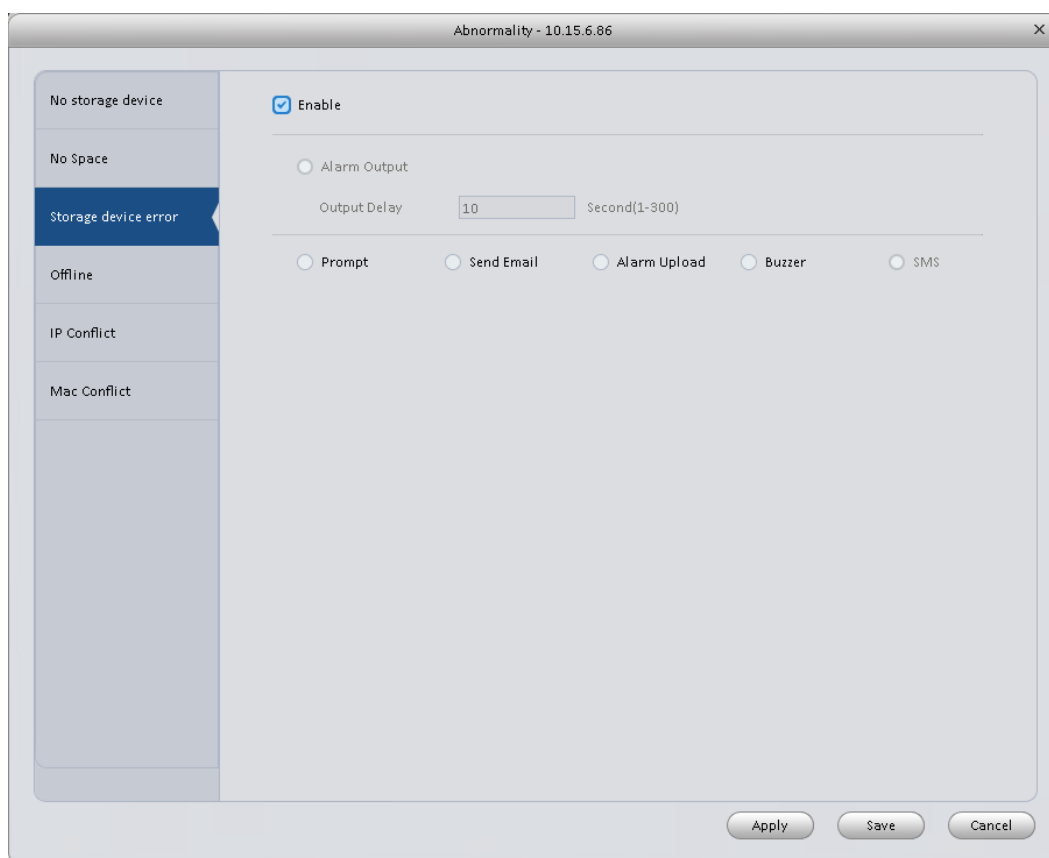 Abnormality - 10.15.6.86
No storage device
No Space
Storage device error
Offline
IP Conflict
Mac Conflict
Enable
Alarm Output
Output Delay 10 Second(1-300)
Prompt Send Email Alarm Upload Buzzer SMS
Apply Save Cancel